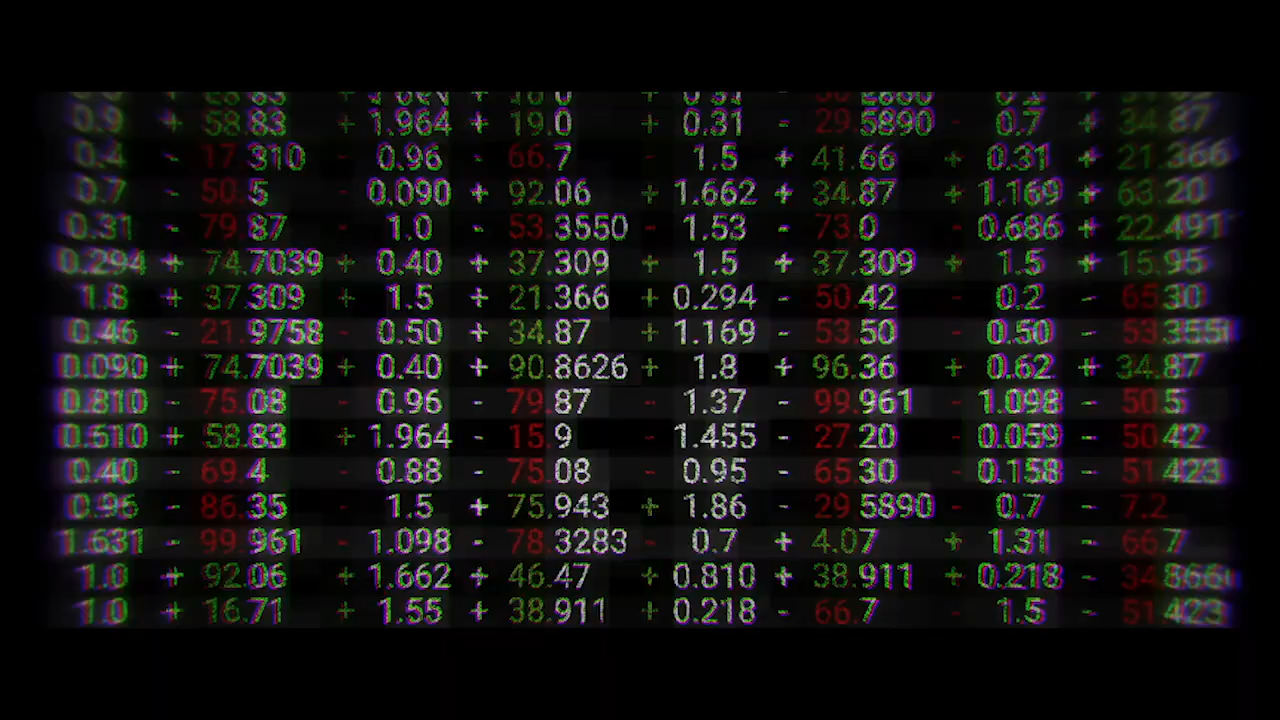 0.9 + 58.83 + 1.964 + 19.0 + 0.31 - 29.5890 - 0.7 + 34.87
0.4 - 17.310 - 0.96 - 66.7 - 1.5 + 41.66 + 0.31 + 21.366
0.7 - 50.5 - 0.090 + 92.06 + 1.662 + 34.87 + 1.169 + 63.20
0.31 - 79.87 - 1.0 - 53.3550 - 1.53 - 73.0 - 0.686 + 22.491
0.294 + 74.7039 + 0.40 + 37.309 + 1.5 + 37.309 + 1.5 + 15.95
1.8 + 37.309 + 1.5 + 21.366 + 0.294 - 50.42 - 0.2 - 65.30
0.46 - 21.9758 - 0.50 + 34.87 + 1.169 - 53.50 - 0.50 - 53.355
0.090 + 74.7039 + 0.40 + 90.8626 + 1.8 + 96.36 + 0.62 + 34.87
0.810 - 75.08 - 0.96 - 79.87 - 1.37 - 99.961 - 1.098 - 50.5
0.610 + 58.83 + 1.964 - 15.9 - 1.455 - 27.20 - 0.059 - 50.42
0.40 - 69.4 - 0.88 - 75.08 - 0.95 - 65.30 - 0.158 - 51.423
0.96 - 86.35 - 1.5 + 75.943 + 1.86 - 29.5890 - 0.7 - 7.2
1.631 - 99.961 - 1.098 - 78.3283 - 0.7 + 4.07 + 1.31 - 66.7
1.0 + 92.06 + 1.662 + 46.47 + 0.810 + 38.911 + 0.218 - 34.866
1.0 + 16.71 + 1.55 + 38.911 + 0.218 - 66.7 - 1.5 - 51.423